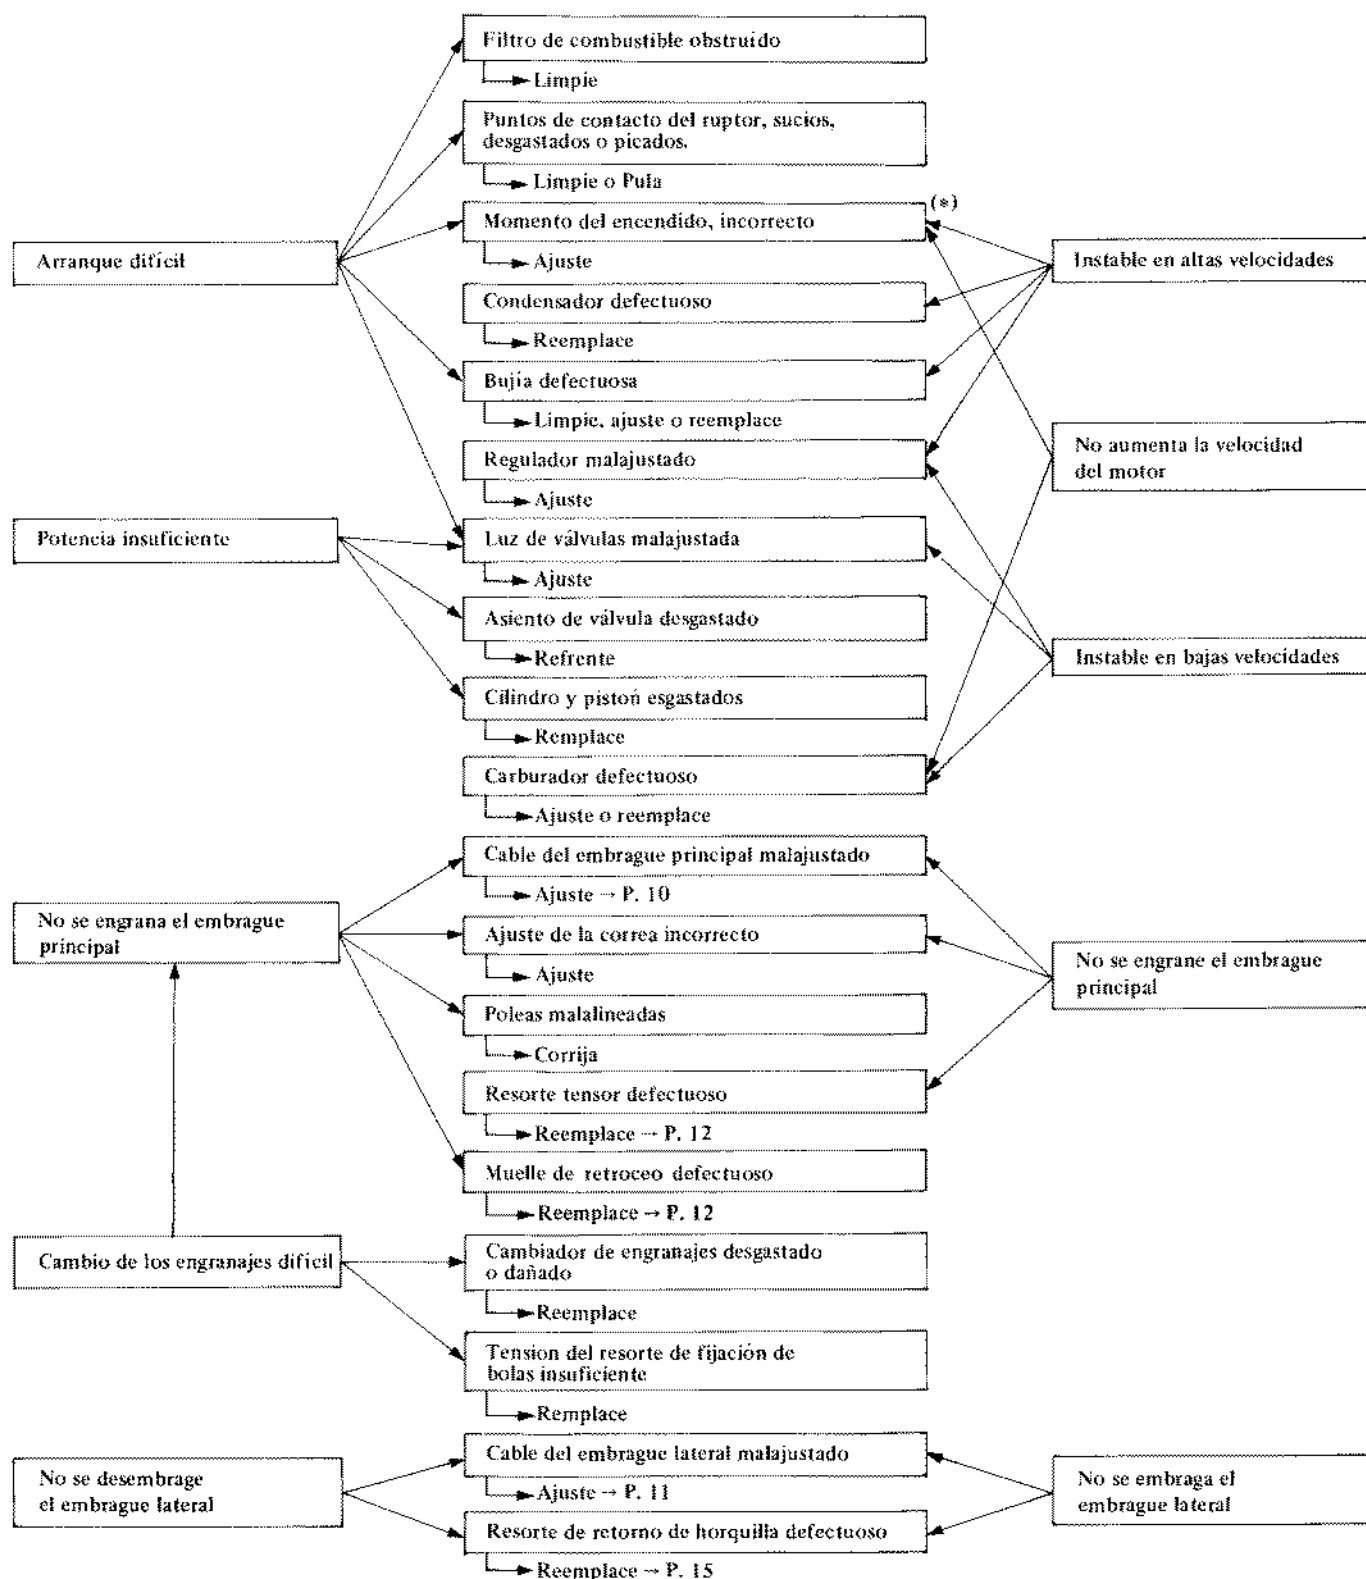 Filtro de combustible obstruido
Limpie
Puntos de contacto del ruptor, sucios,
desgastados o picados.
Limpie o Pula
(*)
Momento del encendido, incorrecto
Arranque difícil
Ajuste
Instable en altas velocidades
Condensador defectuoso
Reemplace
Bujía defectuosa
Limpie, ajuste o reemplace
No aumenta la velocidad
del motor
Regulador malajustado
Ajuste
Potencia insuficiente
Luz de válvulas malajustada
Ajuste
Asiento de válvula desgastado
Refrente
Instable en bajas velocidades
Cilindro y pistoń esgastados
Remplace
Carburador defectuoso
Ajuste o reemplace
Cable del embrague principal malajustado
Ajuste → P. 10
No se engrana el embrague
principal
Ajuste de la correa incorrecto
Ajuste
No se engrane el embrague
principal
Poleas malalineadas
Corrija
Resorte tensor defectuoso
Reemplace → P. 12
Muelle de retroceo defectuoso
Reemplace → P. 12
Cambio de los engranajes difícil
Cambiador de engranajes desgastado
o dañado
Reemplace
Tension del resorte de fijación de
bolas insuficiente
Remplace
Cable del embrague lateral malajustado
Ajuste → P. 11
No se desembrage
el embrague lateral
No se embraga el
embrague lateral
Resorte de retorno de horquilla defectuoso
Reemplace → P. 15